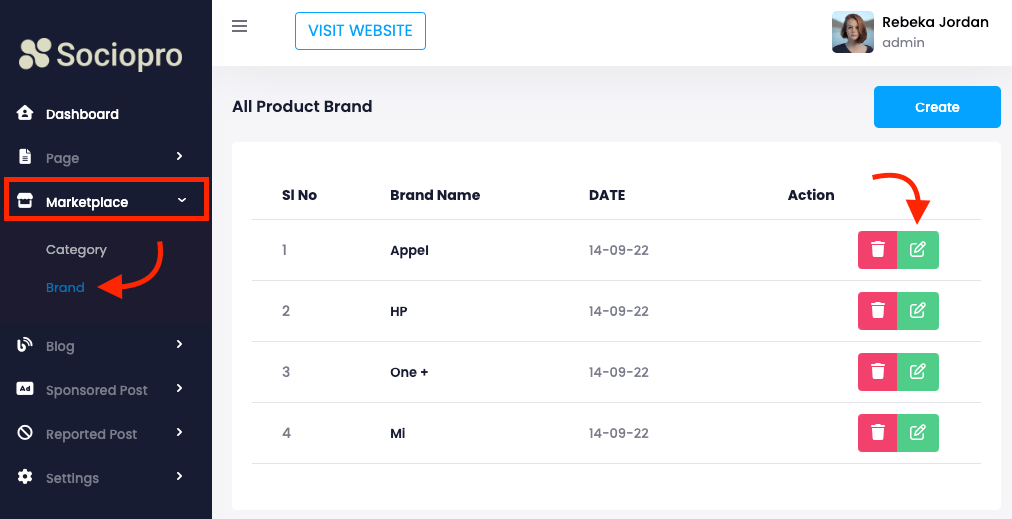 Sociopro
VISIT WEBSITE
Rebeka Jordan
admin
Dashboard
Page
Marketplace
Category
Brand
Blog
Ad Sponsored Post
Reported Post
Settings
All Product Brand
Create
Sl No Brand Name DATE Action
1 Appel 14-09-22
2 HP 14-09-22
3 One + 14-09-22
4 Mi 14-09-22